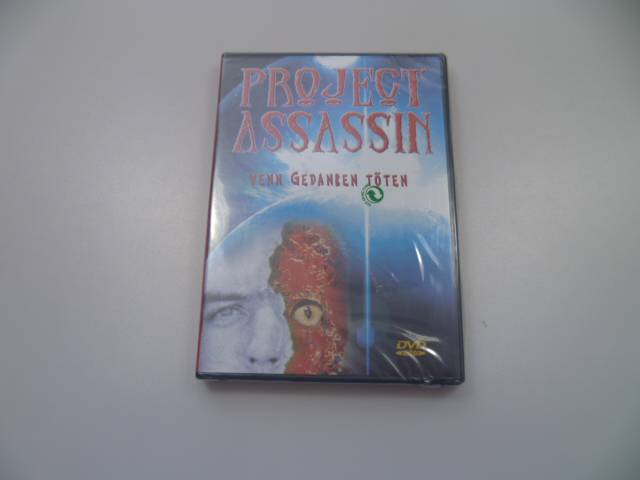 PROJECT
ASSASSIN
WENN GEDANKEN TÖTEN
DVD